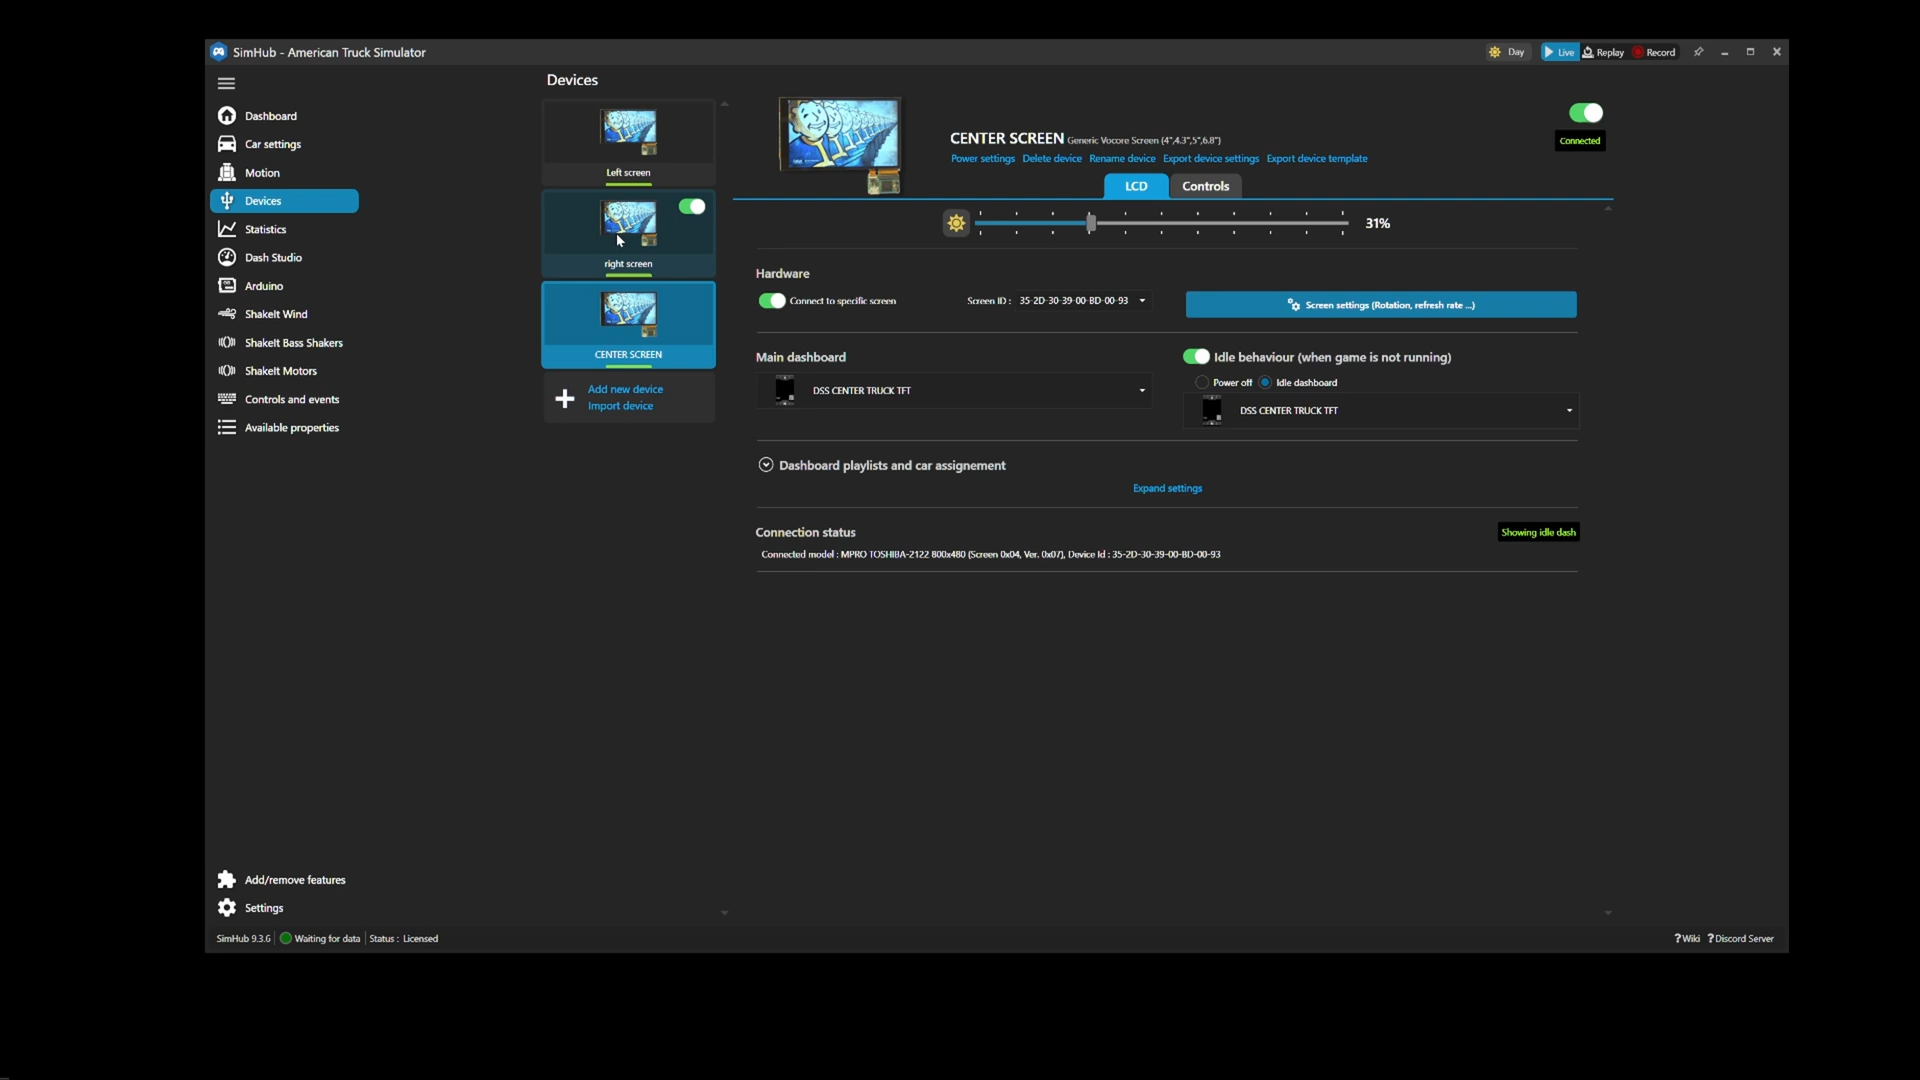 SimHub - American Truck Simulator
Day
Live
Replay
Record
Dashboard
Car settings
Motion
Devices
Statistics
Dash Studio
Arduino
ShakeIt Wind
ShakeIt Bass Shakers
ShakeIt Motors
Controls and events
Available properties
Add/remove features
Settings
Devices
Left screen
right screen
CENTER SCREEN
Add new device
Import device
CENTER SCREEN Generic Vocore Screen (4",4.3",5",6.8")
Connected
Power settings Delete device Rename device Export device settings Export device template
LCD
Controls
31%
Hardware
Connect to specific screen
Screen ID : 35-2D-30-39-00-BD-00-93
Screen settings (Rotation, refresh rate ...)
Main dashboard
DSS CENTER TRUCK TFT
Idle behaviour (when game is not running)
Power off Idle dashboard
DSS CENTER TRUCK TFT
Dashboard playlists and car assignement
Expand settings
Connection status
Showing idle dash
Connected model : MPRO TOSHIBA-2122 800x480 (Screen 0x04, Ver. 0x07), Device Id : 35-2D-30-39-00-BD-00-93
SimHub 9.3.6
Waiting for data
Status : Licensed
? Wiki ? Discord Server